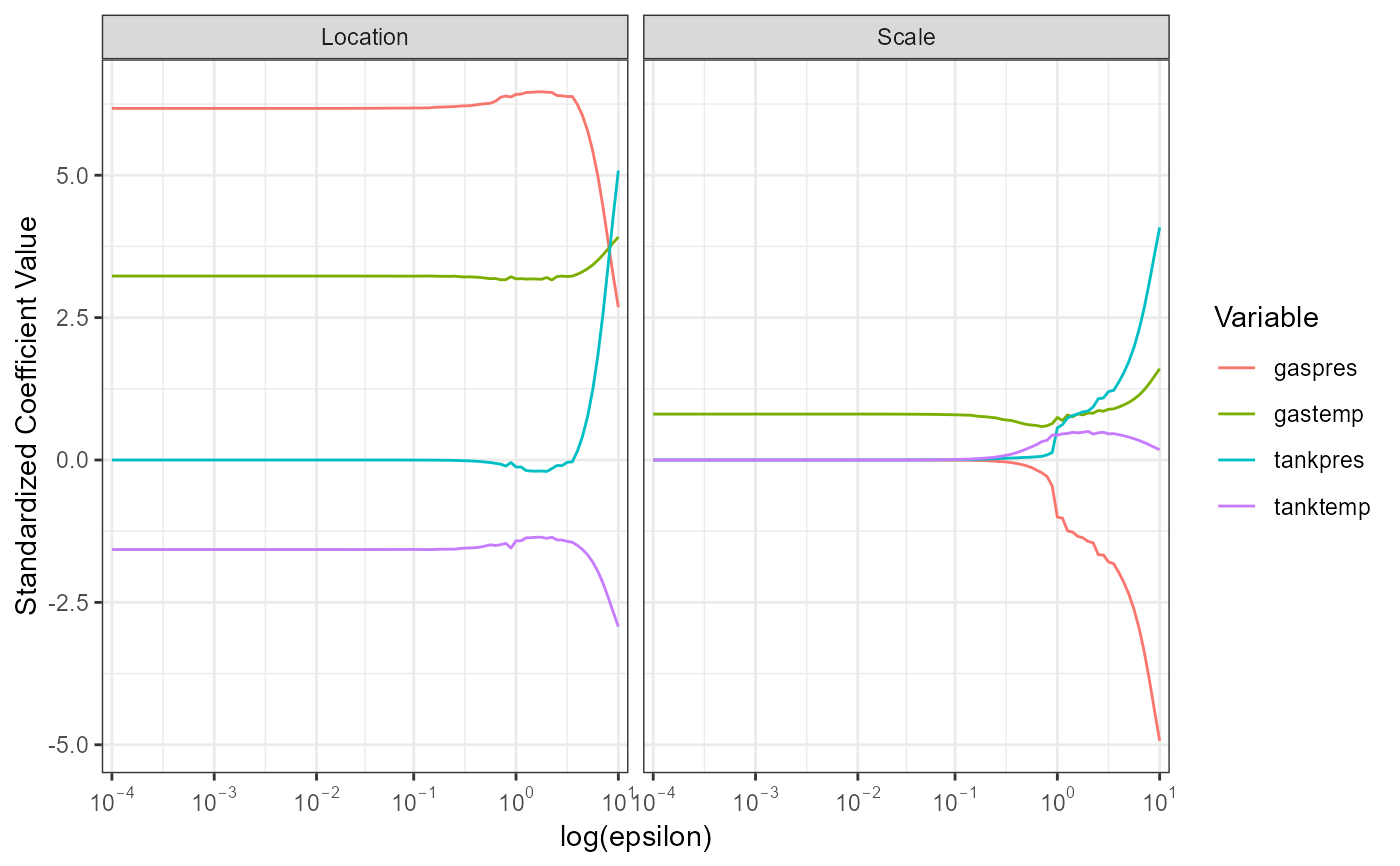 Location
Scale
Standardized Coefficient Value
5.0
2.5
0.0
-2.5
-5.0
10⁻⁴ 10⁻³ 10⁻² 10⁻¹ 10⁰ 10¹
10⁻⁴ 10⁻³ 10⁻² 10⁻¹ 10⁰ 10¹
log(epsilon)
Variable
gaspres
gastemp
tankpres
tanktemp